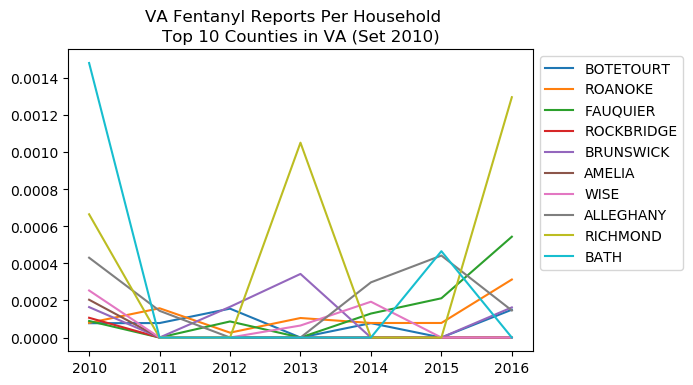 VA Fentanyl Reports Per Household
Top 10 Counties in VA (Set 2010)
0.0014
0.0012
0.0010
0.0008
0.0006
0.0004
0.0002
0.0000
2010 2011 2012 2013 2014 2015 2016
BOTETOURT
ROANOKE
FAUQUIER
ROCKBRIDGE
BRUNSWICK
AMELIA
WISE
ALLEGHANY
RICHMOND
BATH